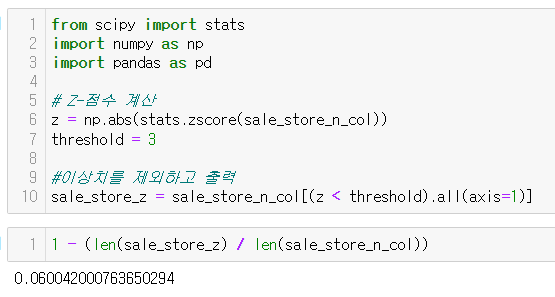 1 from scipy import stats
2 import numpy as np
3 import pandas as pd
4
5 # Z-점수 계산
6 z = np.abs(stats.zscore(sale_store_n_col))
7 threshold = 3
8
9 #이상치를 제외하고 출력
10 sale_store_z = sale_store_n_col[(z < threshold).all(axis=1)]
1 1 - (len(sale_store_z) / len(sale_store_n_col))
0.060042000763650294